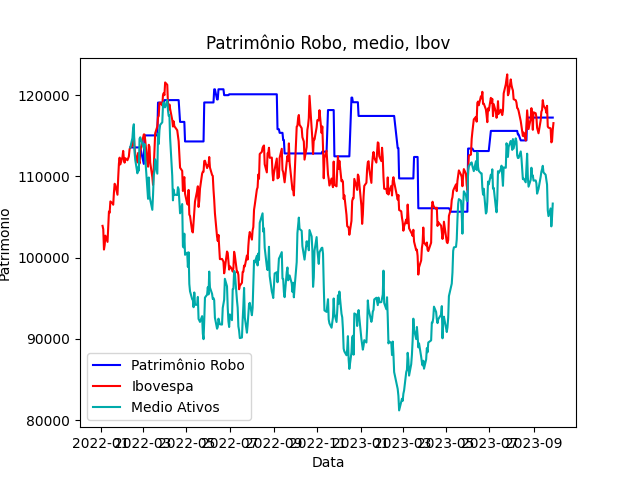 Patrimônio Robo, medio, Ibov
120000
110000
100000
90000
80000
Patrimonio
Patrimônio Robo
Ibovespa
Medio Ativos
2022-01 2022-03 2022-05 2022-07 2022-09 2022-11 2023-01 2023-03 2023-05 2023-07 2023-09
Data